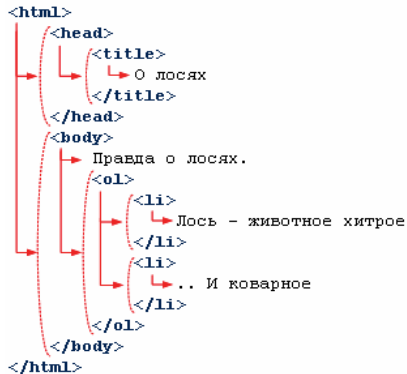 <html>
<head>
<title>
О лосях
</title>
</head>
<body>
Правда о лосях.
<ol>
<li>
Лось - животное хитрое
</li>
<li>
.. И коварное
</li>
</ol>
</body>
</html>